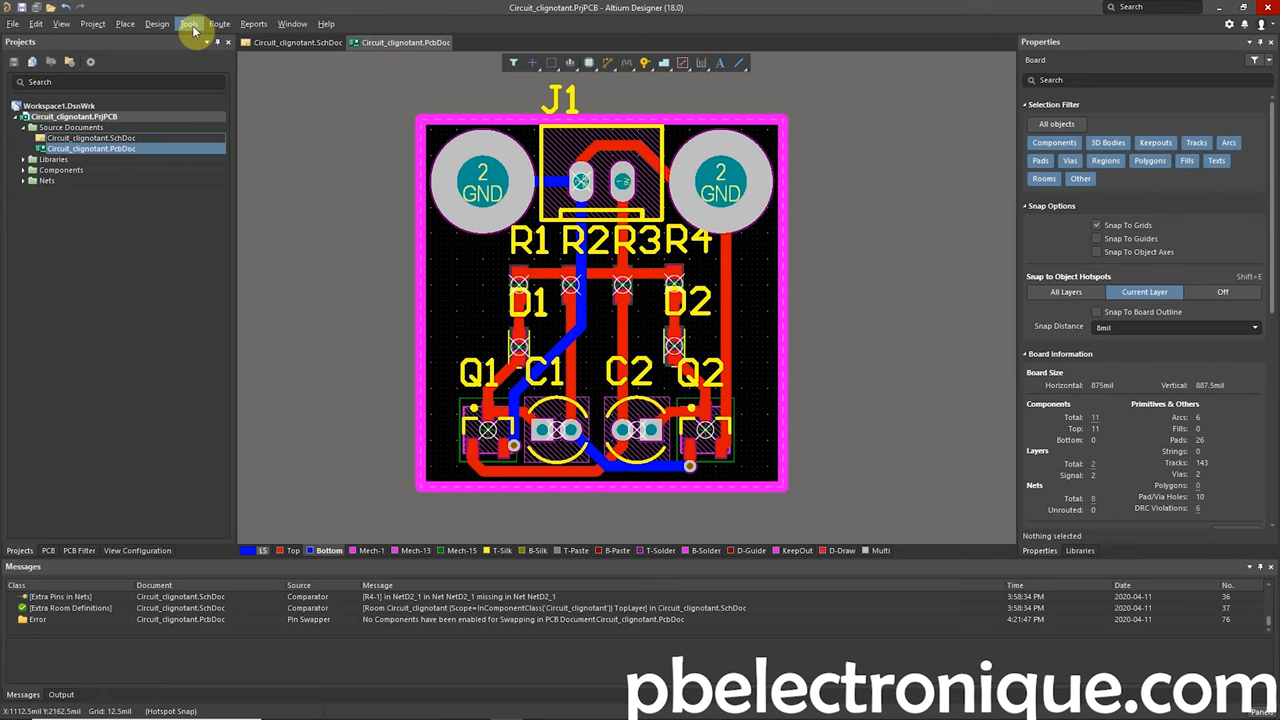 Circuit_clignotant.PrjPCB - Altium Designer (18.0)
Search
File Edit View Project Place Design Tools Route Reports Window Help
Projects
Circuit_clignotant.SchDoc Circuit_clignotant.PcbDoc
Properties
Board
Search
Search
Workspace1.DsnWrk
Circuit_clignotant.PrjPCB
Source Documents
Circuit_clignotant.SchDoc
Circuit_clignotant.PcbDoc
Libraries
Components
Nets
J1
2
GND
2
GND
R1 R2 R3 R4
D1 D2
Q1 C1 C2 Q2
Selection Filter
All objects
Components 3D Bodies Keepouts Tracks Arcs
Pads Vias Regions Polygons Fills Texts
Rooms Other
Snap Options
Snap To Grids
Snap To Guides
Snap To Object Axes
Snap to Object Hotspots Shift+E
All Layers Current Layer Off
Snap To Board Outline
Snap Distance 8mil
Board Information
Board Size
Horizontal: 875mil Vertical: 887.5mil
Components Primitives & Others
Total: 11 Arcs: 6
Top: 11 Fills: 0
Bottom: 0 Pads: 26
Layers Strings: 0
Total: 2 Tracks: 143
Signal: 2 Vias: 2
Nets Polygons: 0
Total: 8 Pad/Via Holes: 10
Unrouted: 0 DRC Violations: 6
Nothing selected
Projects PCB PCB Filter View Configuration
LS Top Bottom Mech-1 Mech-13 Mech-15 T-Silk B-Silk T-Paste B-Paste T-Solder B-Solder D-Guide KeepOut D-Draw Multi
Properties Libraries
Messages
Class Document Source Message Time Date No.
[Extra Pins in Nets] Circuit_clignotant.SchDoc Comparator [R4-1] in NetD2_1 in Net NetD2_1 missing in Net NetD2_1 3:58:34 PM 2020-04-11 36
[Extra Room Definitions] Circuit_clignotant.SchDoc Comparator [Room Circuit_clignotant (Scope=InComponentClass('Circuit_clignotant')) TopLayer] in Circuit_clignotant.SchDoc 3:58:34 PM 2020-04-11 37
Error Circuit_clignotant.PcbDoc Pin Swapper No Components have been enabled for Swapping in PCB DocumentCircuit_clignotant.PcbDoc 4:21:47 PM 2020-04-11 76
pbelectronique.com
Messages Output
X:1112.5mil Y:2162.5mil Grid: 12.5mil (Hotspot Snap)
Panels